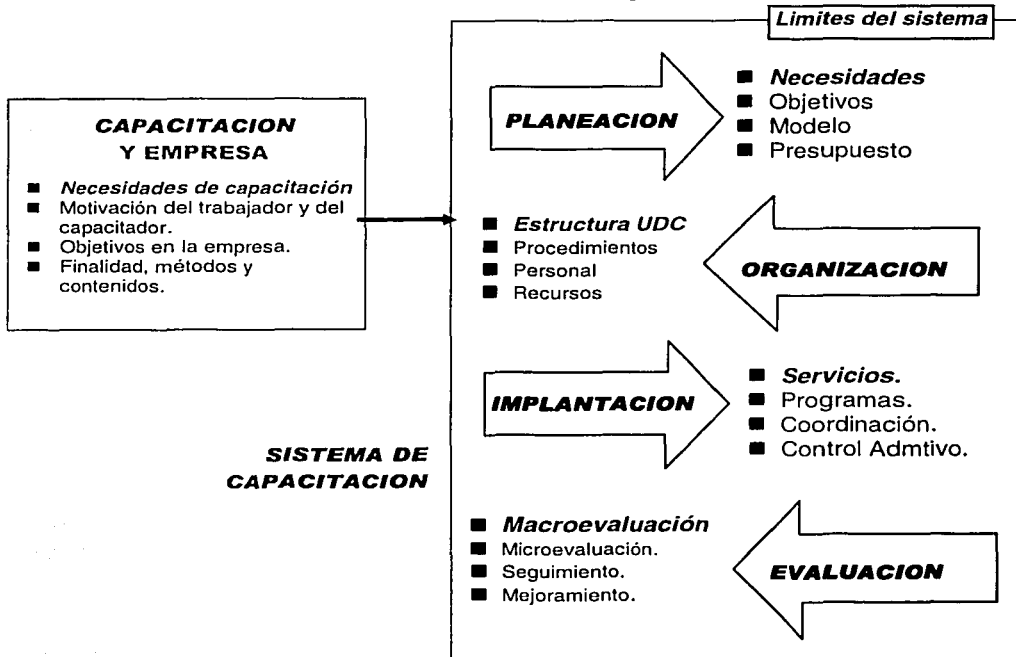 Limites del sistema
CAPACITACION
Y EMPRESA
■ Necesidades de capacitación
■ Motivación del trabajador y del
capacitador.
■ Objetivos en la empresa.
■ Finalidad, métodos y
contenidos.
SISTEMA DE
CAPACITACION
PLANEACION
■ Necesidades
■ Objetivos
■ Modelo
■ Presupuesto
■ Estructura UDC
■ Procedimientos
■ Personal
■ Recursos
ORGANIZACION
IMPLANTACION
■ Servicios.
■ Programas.
■ Coordinación.
■ Control Admtivo.
■ Macroevaluación
■ Microevaluación.
■ Seguimiento.
■ Mejoramiento.
EVALUACION